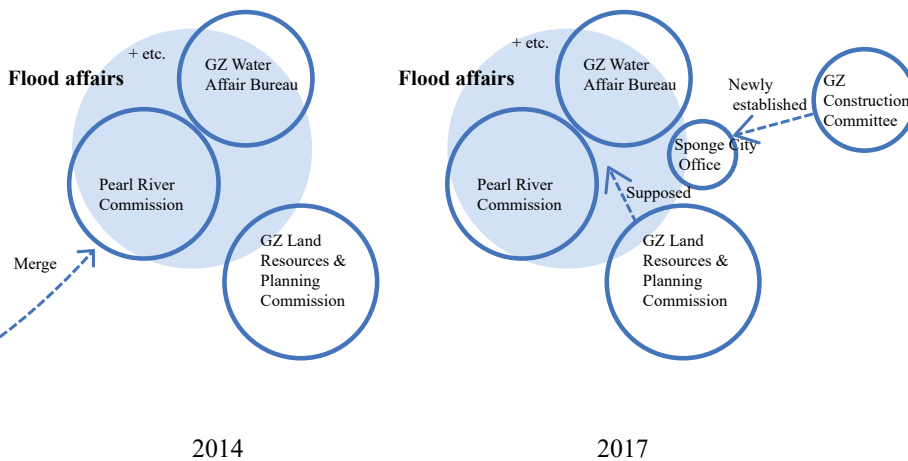 + etc.
Flood affairs
GZ Water
Affair Bureau
Pearl River
Commission
GZ Land
Resources &
Planning
Commission
Merge
2014
+ etc.
Flood affairs
GZ Water
Affair Bureau
Newly
established
GZ
Construction
Committee
Sponge City
Office
Pearl River
Commission
Supposed
GZ Land
Resources &
Planning
Commission
2017